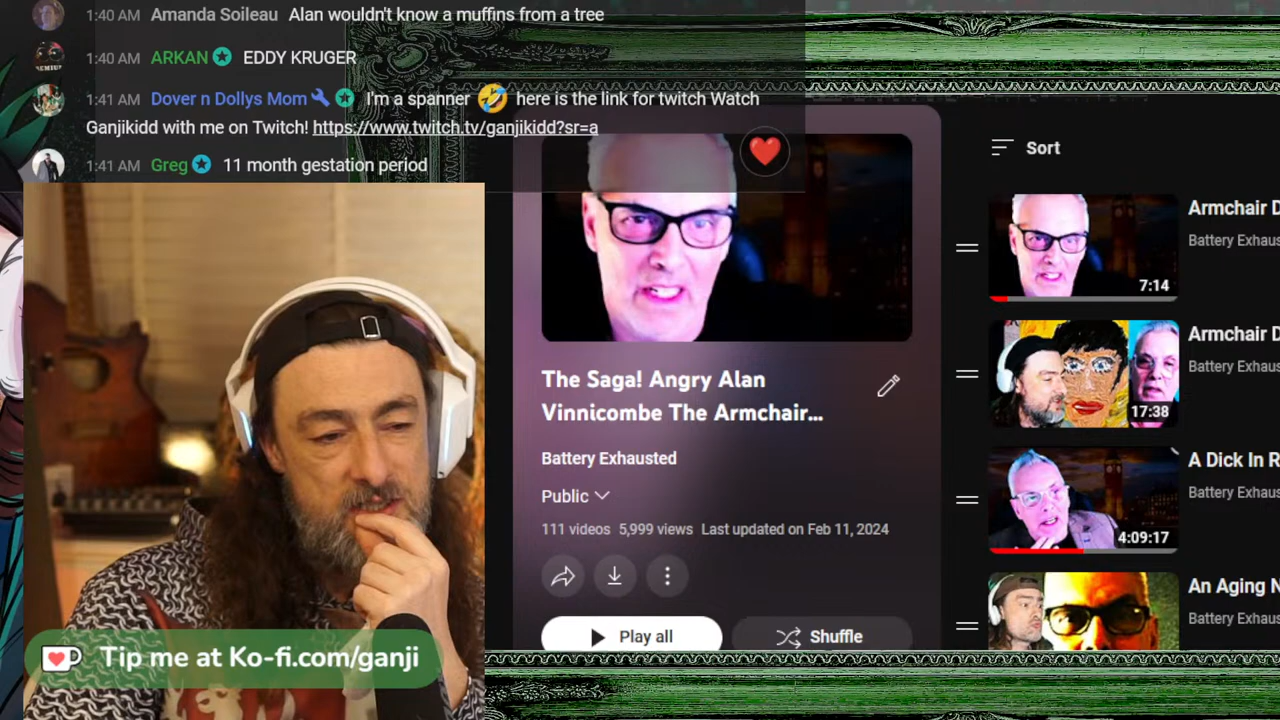 1:40 AM Amanda Soileau Alan wouldn't know a muffins from a tree
1:40 AM ARKAN EDDY KRUGER
1:41 AM Dover n Dollys Mom I'm a spanner 🤣 here is the link for twitch Watch
Ganjikidd with me on Twitch! https://www.twitch.tv/ganjikidd?sr=a
1:41 AM Greg 11 month gestation period
The Saga! Angry Alan
Vinnicombe The Armchair...
Battery Exhausted
Public
111 videos 5,999 views Last updated on Feb 11, 2024
Play all
Shuffle
Sort
Armchair D
Battery Exhaus
7:14
Armchair D
Battery Exhaus
17:38
A Dick In R
Battery Exhaus
4:09:17
An Aging N
Battery Exhaus
Tip me at Ko-fi.com/ganji